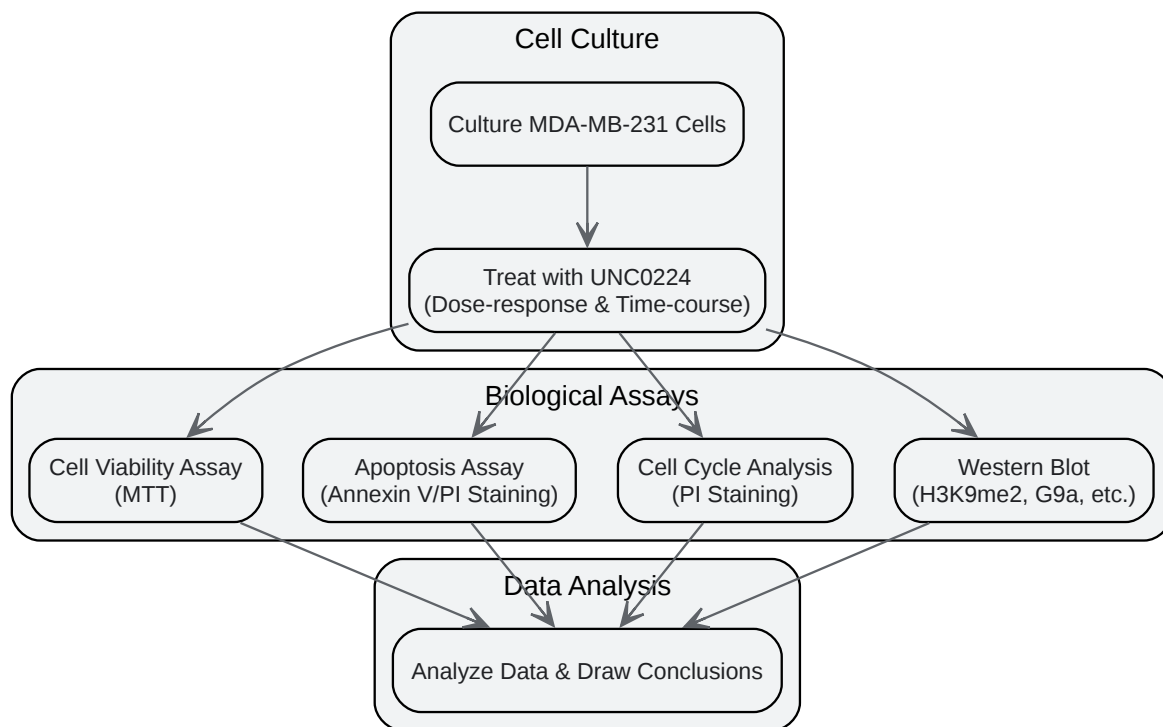 Cell Culture
Culture MDA-MB-231 Cells
Treat with UNC0224
(Dose-response & Time-course)
Biological Assays
Cell Viability Assay
(MTT)
Apoptosis Assay
(Annexin V/PI Staining)
Cell Cycle Analysis
(PI Staining)
Western Blot
(H3K9me2, G9a, etc.)
Data Analysis
Analyze Data & Draw Conclusions